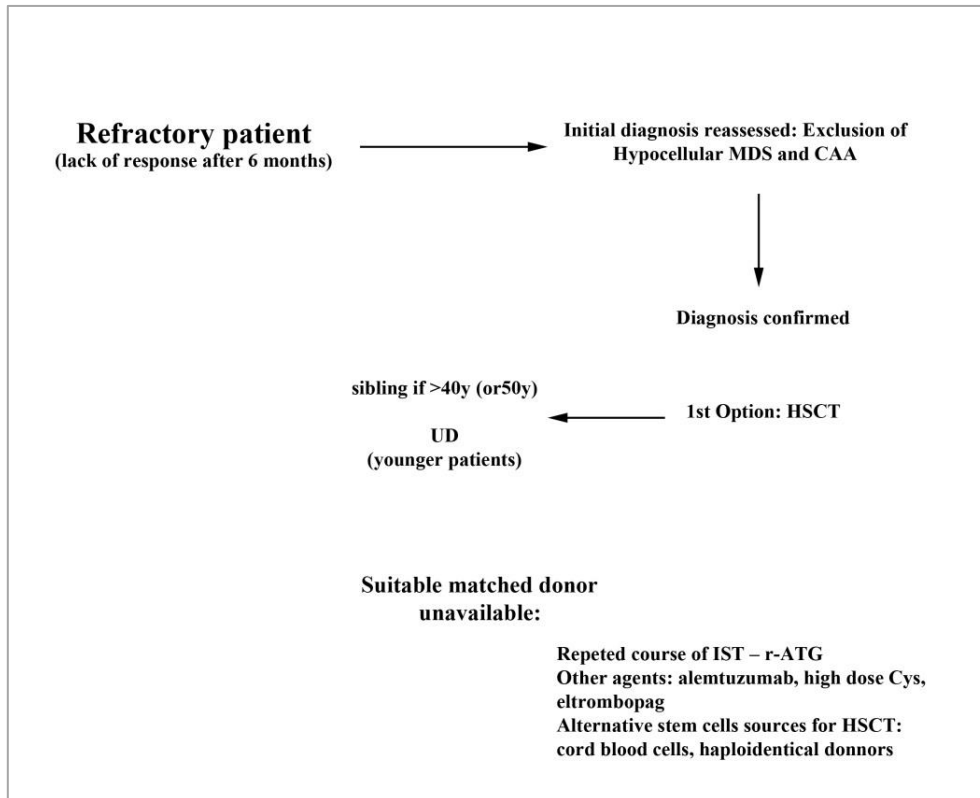 Refractory patient
(lack of response after 6 months)
Initial diagnosis reassessed: Exclusion of
Hypocellular MDS and CAA
Diagnosis confirmed
sibling if >40y (or50y)
1st Option: HSCT
UD
(younger patients)
Suitable matched donor
unavailable:
Repeted course of IST – r-ATG
Other agents: alemtuzumab, high dose Cys,
eltrombopag
Alternative stem cells sources for HSCT:
cord blood cells, haploidentical donnors